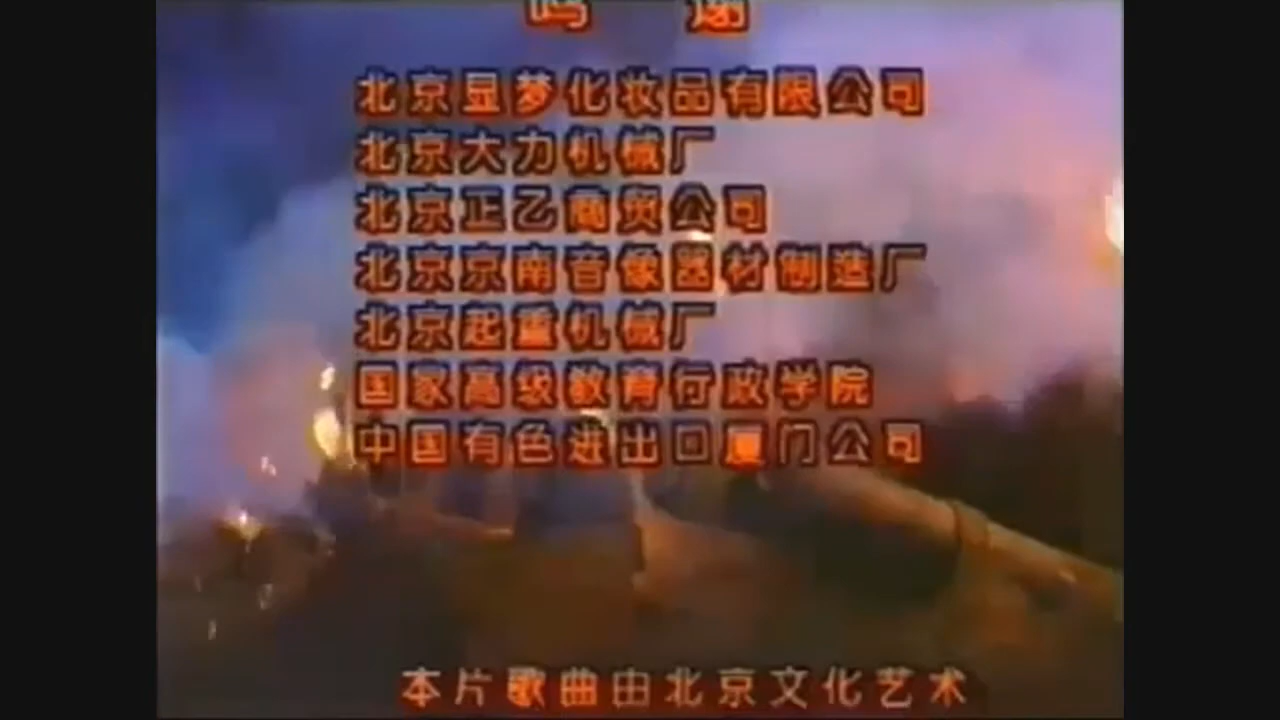 鸣 谢
北京显梦化妆品有限公司
北京大力机械厂
北京正乙商贸公司
北京京南音像器材制造厂
北京起重机械厂
国家高级教育行政学院
中国有色进出口厦门公司
本片歌曲由北京文化艺术